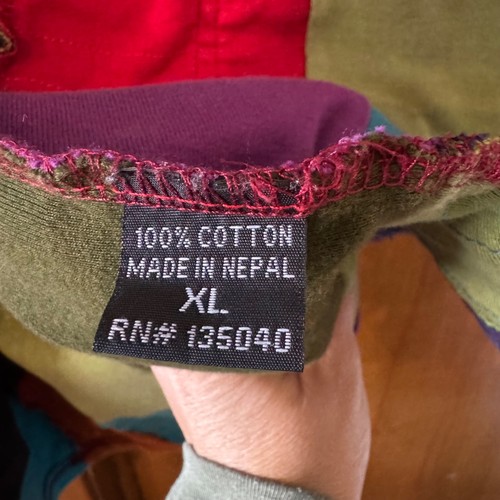 100% COTTON
MADE IN NEPAL
XL
RN# 135040